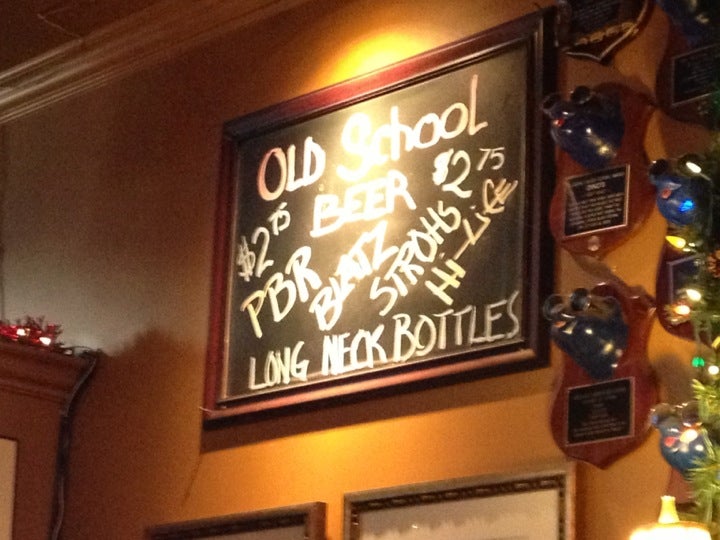 OLD School
$2 75 BEER $2 75
PBR BLATZ STROHS Hi-Life
LONG NECK BOTTLES